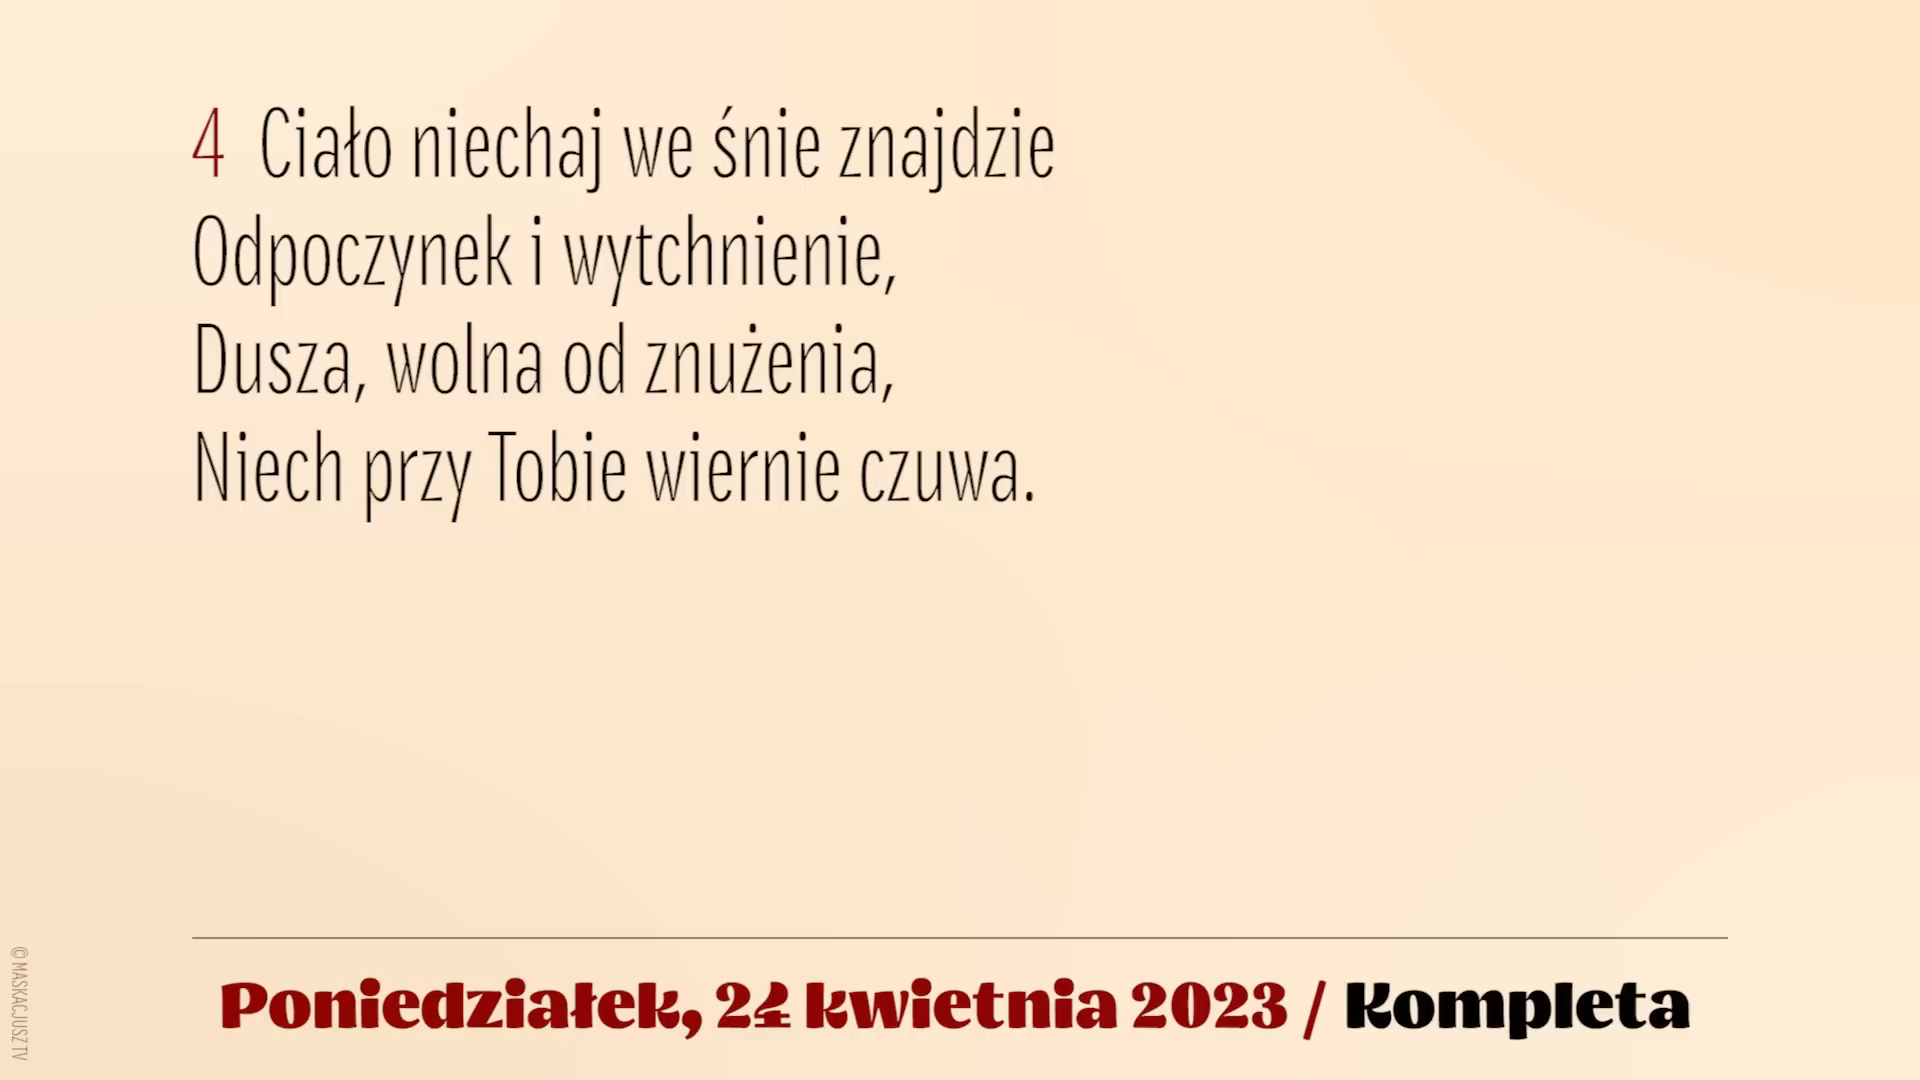 4 Ciało niechaj we śnie znajdzie
Odpoczynek i wytchnienie,
Dusza, wolna od znużenia,
Niech przy Tobie wiernie czuwa.
Poniedziałek, 24 kwietnia 2023 / Kompleta
© MASKACJUSZ TV